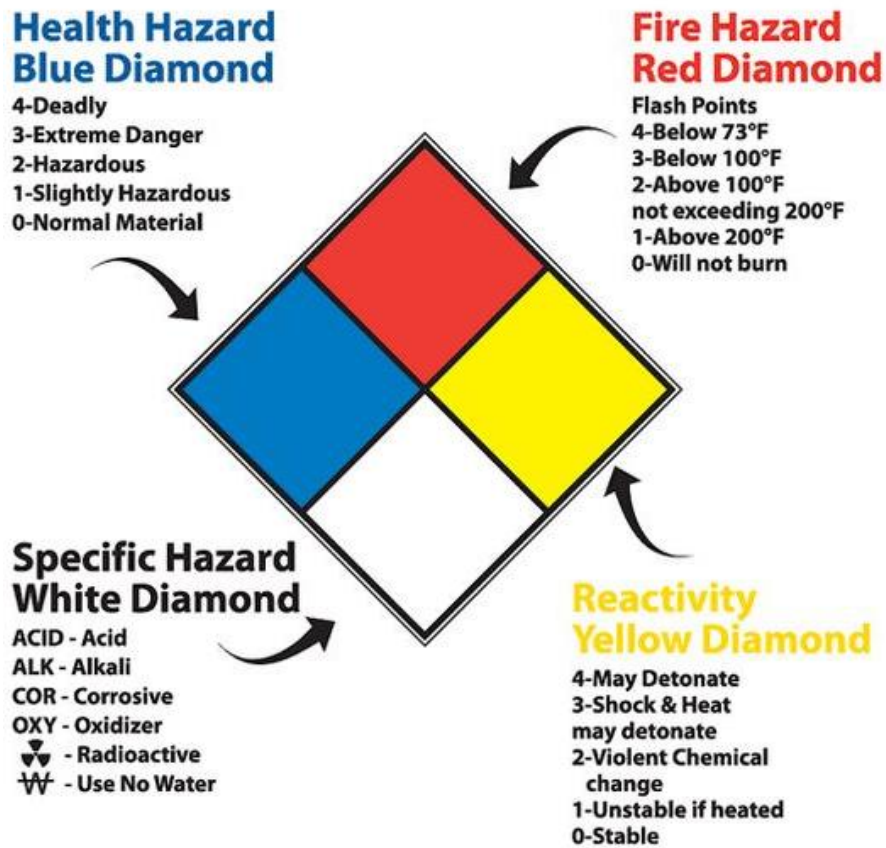 Health Hazard
Blue Diamond
4-Deadly
3-Extreme Danger
2-Hazardous
1-Slightly Hazardous
0-Normal Material
Fire Hazard
Red Diamond
Flash Points
4-Below 73°F
3-Below 100°F
2-Above 100°F
not exceeding 200°F
1-Above 200°F
0-Will not burn
Specific Hazard
White Diamond
ACID - Acid
ALK - Alkali
COR - Corrosive
OXY - Oxidizer
- Radioactive
W - Use No Water
Reactivity
Yellow Diamond
4-May Detonate
3-Shock & Heat
may detonate
2-Violent Chemical
change
1-Unstable if heated
0-Stable